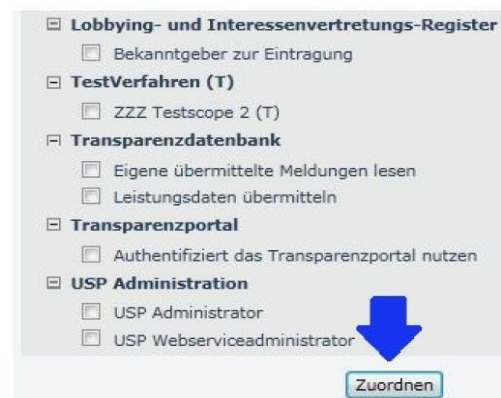 Lobbying- und Interessenvertretungs-Register
Bekanntgeber zur Eintragung
TestVerfahren (T)
ZZZ Testscope 2 (T)
Transparenzdatenbank
Eigene übermittelte Meldungen lesen
Leistungsdaten übermitteln
Transparenzportal
Authentifiziert das Transparenzportal nutzen
USP Administration
USP Administrator
USP Webserviceadministrator
Zuordnen